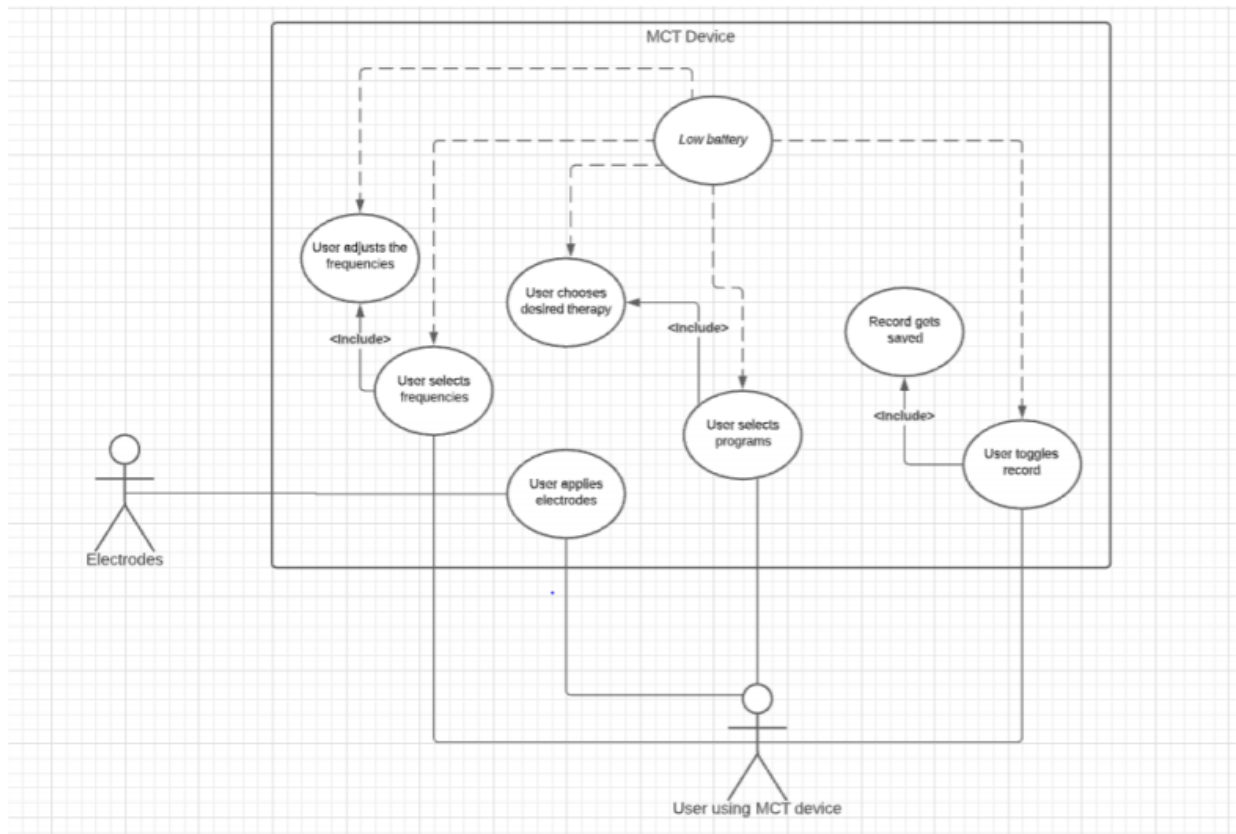 MCT Device
Low battery
User adjusts the
frequencies
User chooses
desired therapy
<Include>
Record gets
saved
<Include>
User selects
frequencies
<Include>
User selects
programs
User toggles
record
User applies
electrodes
Electrodes
User using MCT device